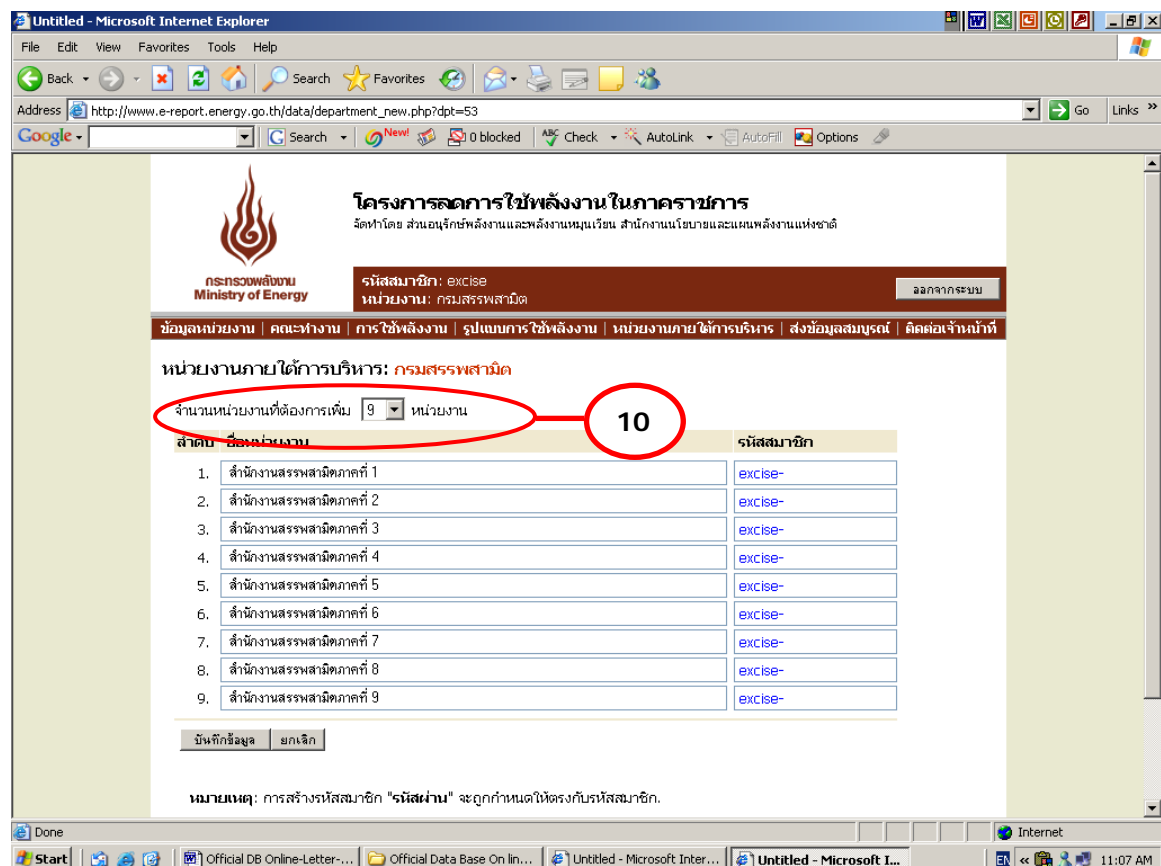 Untitled - Microsoft Internet Explorer
File Edit View Favorites Tools Help
Back Search Favorites
Address http://www.e-report.energy.go.th/data/department_new.php?dpt=53 Go Links »
Google Search New! 0 blocked Check AutoLink AutoFill Options
โครงการลดการใช้พลังงานในภาคราชการ
จัดทำโดย ส่วนอนุรักษ์พลังงานและพลังงานหมุนเวียน สำนักงานนโยบายและแผนพลังงานแห่งชาติ
กระทรวงพลังงาน
Ministry of Energy
รหัสสมาชิก: excise
หน่วยงาน: กรมสรรพสามิต
ออกจากระบบ
ข้อมูลหน่วยงาน | คณะทำงาน | การใช้พลังงาน | รูปแบบการใช้พลังงาน | หน่วยงานภายใต้การบริหาร | ส่งข้อมูลสมบูรณ์ | ติดต่อเจ้าหน้าที่
หน่วยงานภายใต้การบริหาร: กรมสรรพสามิต
จำนวนหน่วยงานที่ต้องการเพิ่ม 9 หน่วยงาน
10
ลำดับ ชื่อหน่วยงาน รหัสสมาชิก
1. สำนักงานสรรพสามิตภาคที่ 1 excise-
2. สำนักงานสรรพสามิตภาคที่ 2 excise-
3. สำนักงานสรรพสามิตภาคที่ 3 excise-
4. สำนักงานสรรพสามิตภาคที่ 4 excise-
5. สำนักงานสรรพสามิตภาคที่ 5 excise-
6. สำนักงานสรรพสามิตภาคที่ 6 excise-
7. สำนักงานสรรพสามิตภาคที่ 7 excise-
8. สำนักงานสรรพสามิตภาคที่ 8 excise-
9. สำนักงานสรรพสามิตภาคที่ 9 excise-
บันทึกข้อมูล ยกเลิก
หมายเหตุ: การสร้างรหัสสมาชิก "รหัสผ่าน" จะถูกกำหนดให้ตรงกับรหัสสมาชิก.
Done Internet
Start Official DB Online-Letter-... Official Data Base On lin... Untitled - Microsoft Inter... Untitled - Microsoft I... EN « 11:07 AM